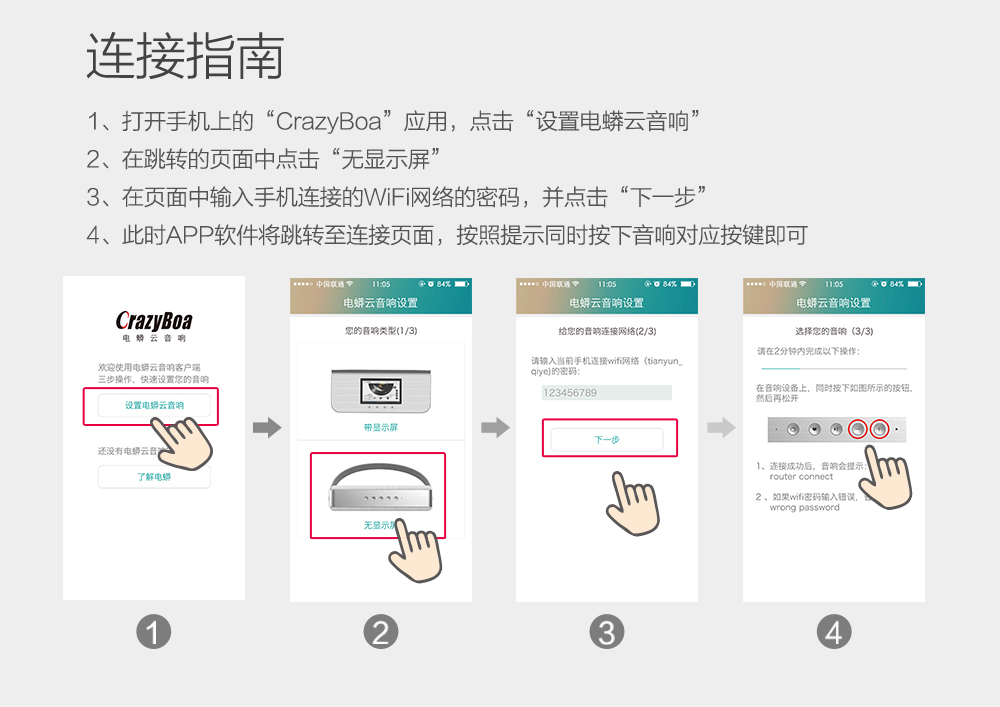 连接指南
1、打开手机上的“CrazyBoa”应用，点击“设置电蟒云音响”
2、在跳转的页面中点击“无显示屏”
3、在页面中输入手机连接的WiFi网络的密码，并点击“下一步”
4、此时APP软件将跳转至连接页面，按照提示同时按下音响对应按键即可
CrazyBoa
电蟒云音响
欢迎使用电蟒云音响客户端
三步操作，快速设置您的音响
设置电蟒云音响
还没有电蟒云音
了解电蟒
1
中国联通 11:05 84%
电蟒云音响设置
您的音响类型(1/3)
带显示屏
无显示屏
2
中国联通 11:05 84%
电蟒云音响设置
给您的音响连接网络(2/3)
请输入当前手机连接wifi网络（tianyun_
qiye)的密码：
123456789
下一步
3
中国联通 11:05 84%
电蟒云音响设置
选择您的音响（3/3）
请在2分钟内完成以下操作：
在音响设备上，同时按下如图所示的按钮，
然后再松开
1、连接成功后，音响会提示：
router connect
2 、如果wifi密码输入错误，
wrong password
4